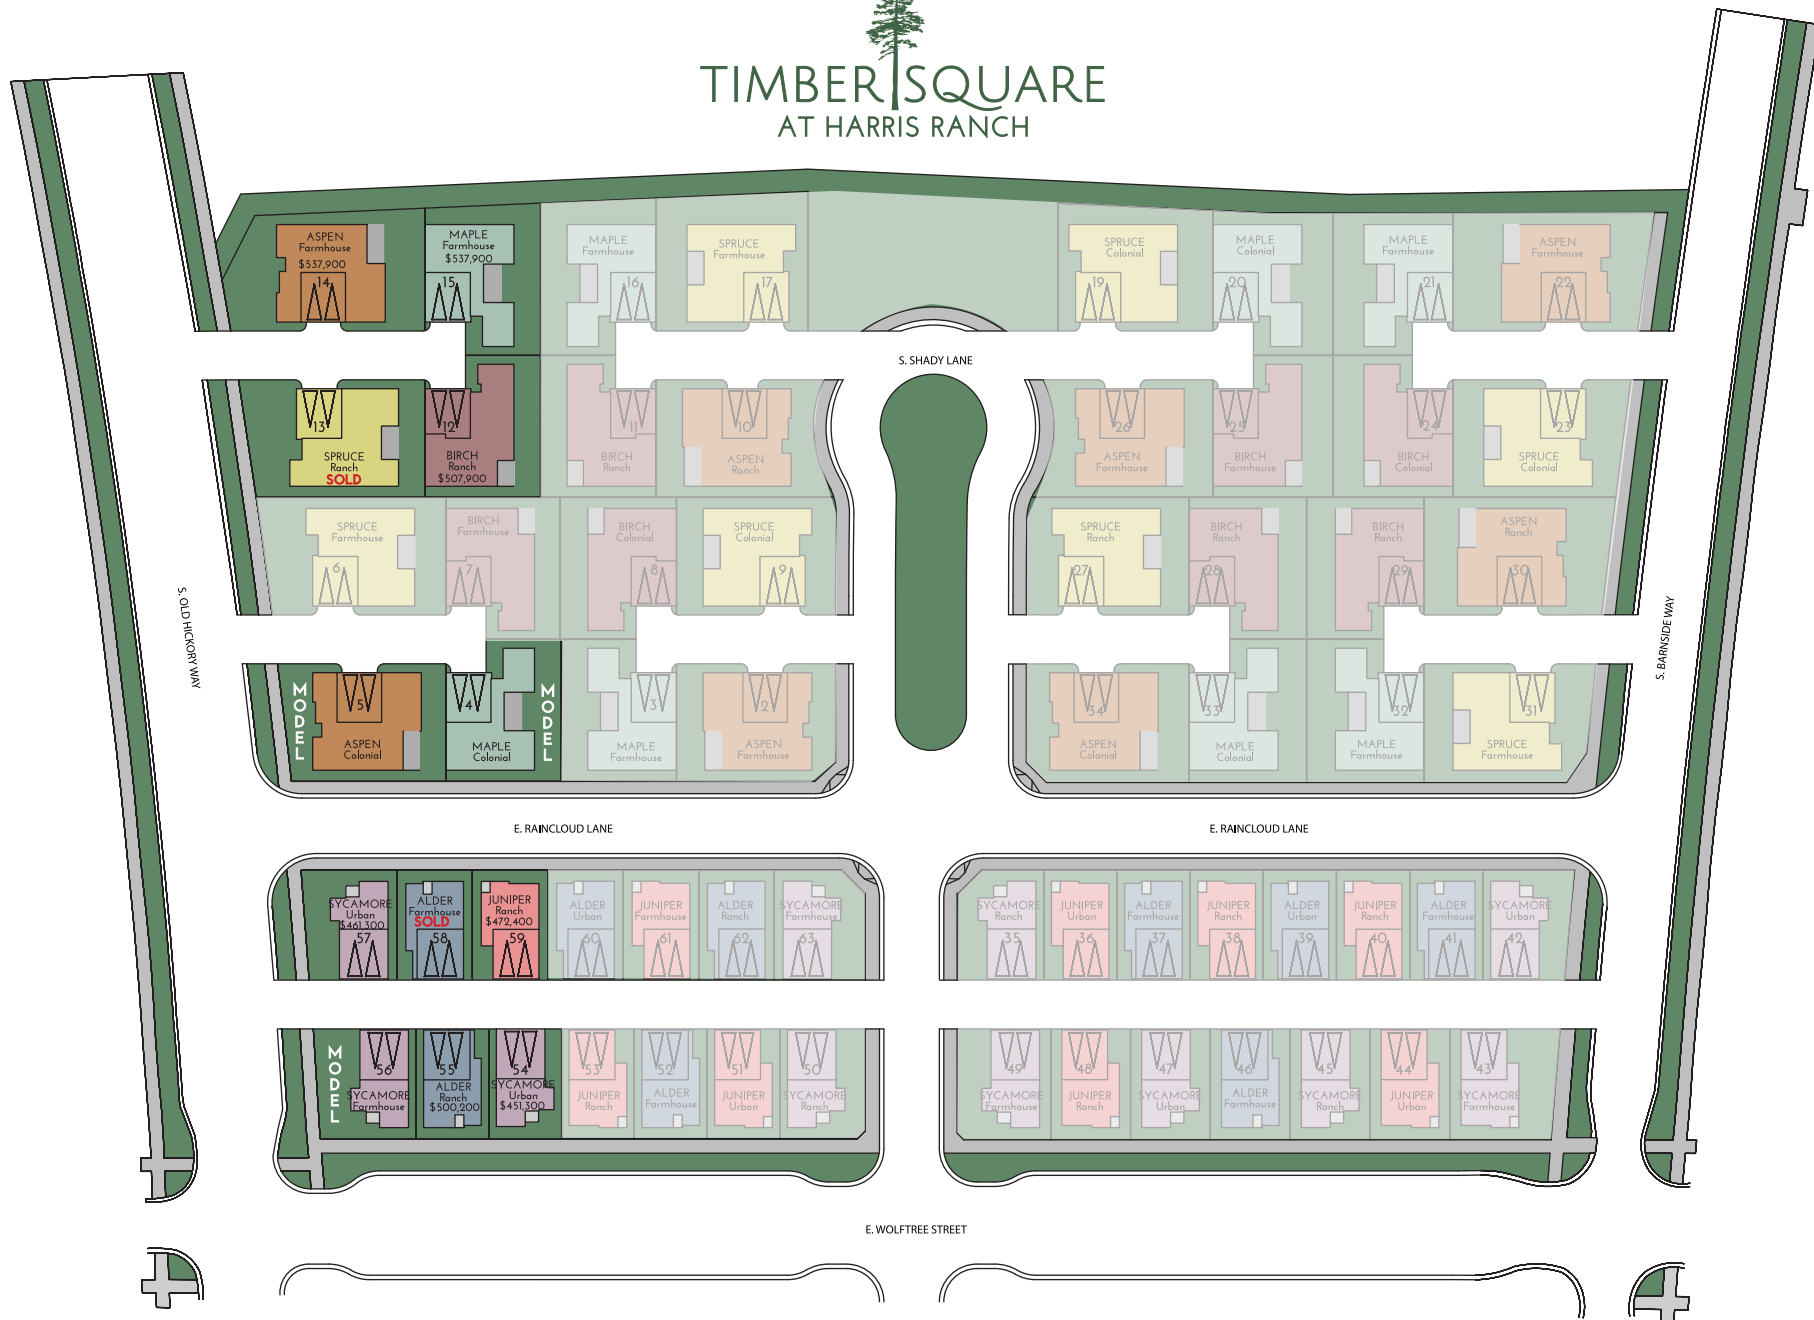 TIMBER SQUARE
AT HARRIS RANCH
ASPEN
Farmhouse
$537,900
14
MAPLE
Farmhouse
$537,900
15
MAPLE
Farmhouse
16
SPRUCE
Farmhouse
17
SPRUCE
Colonial
19
MAPLE
Colonial
20
MAPLE
Farmhouse
21
ASPEN
Farmhouse
22
S. SHADY LANE
13
SPRUCE
Ranch
SOLD
12
BIRCH
Ranch
$507,900
11
BIRCH
Ranch
10
ASPEN
Ranch
26
ASPEN
Farmhouse
25
BIRCH
Farmhouse
24
BIRCH
Colonial
23
SPRUCE
Colonial
SPRUCE
Farmhouse
6
BIRCH
Farmhouse
7
BIRCH
Colonial
8
SPRUCE
Colonial
9
SPRUCE
Ranch
27
BIRCH
Ranch
28
BIRCH
Ranch
29
ASPEN
Ranch
30
S. OLD HICKORY WAY
S. BARNSIDE WAY
MODEL
5
ASPEN
Colonial
4
MAPLE
Colonial
MODEL
3
MAPLE
Farmhouse
2
ASPEN
Farmhouse
34
ASPEN
Colonial
33
MAPLE
Colonial
32
MAPLE
Farmhouse
31
SPRUCE
Farmhouse
E. RAINCLOUD LANE
E. RAINCLOUD LANE
SYCAMORE
Urban
$461,300
57
ALDER
Farmhouse
SOLD
58
JUNIPER
Ranch
$472,400
59
ALDER
Urban
60
JUNIPER
Farmhouse
61
ALDER
Ranch
62
SYCAMORE
Farmhouse
63
SYCAMORE
Ranch
35
JUNIPER
Urban
36
ALDER
Farmhouse
37
JUNIPER
Ranch
38
ALDER
Urban
39
JUNIPER
Ranch
40
ALDER
Farmhouse
41
SYCAMORE
Urban
42
MODEL
56
SYCAMORE
Farmhouse
55
ALDER
Ranch
$500,200
54
SYCAMORE
Urban
$451,300
53
JUNIPER
Ranch
52
ALDER
Farmhouse
51
JUNIPER
Urban
50
SYCAMORE
Ranch
49
SYCAMORE
Farmhouse
48
JUNIPER
Ranch
47
SYCAMORE
Urban
46
ALDER
Farmhouse
45
SYCAMORE
Ranch
44
JUNIPER
Urban
43
SYCAMORE
Farmhouse
E. WOLFTREE STREET